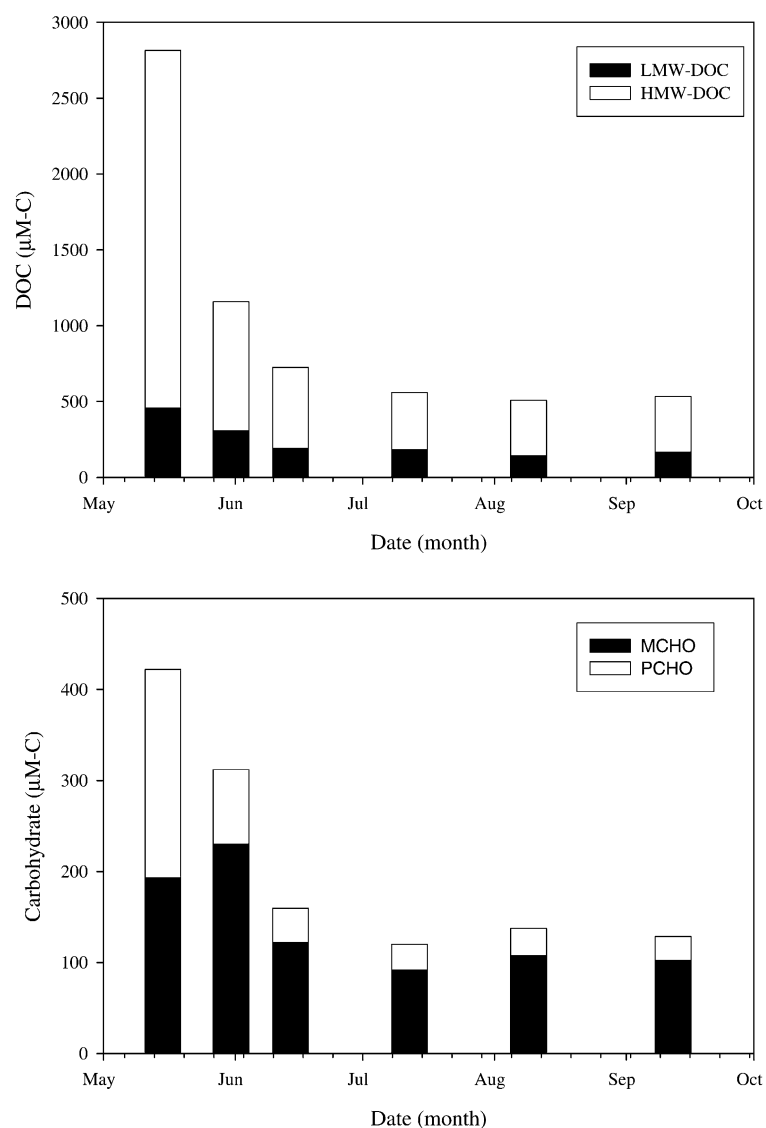 3000
2500
2000
1500
1000
500
0
DOC (μM-C)
LMW-DOC
HMW-DOC
May Jun Jul Aug Sep Oct
Date (month)
500
400
300
200
100
0
Carbohydrate (μM-C)
MCHO
PCHO
May Jun Jul Aug Sep Oct
Date (month)